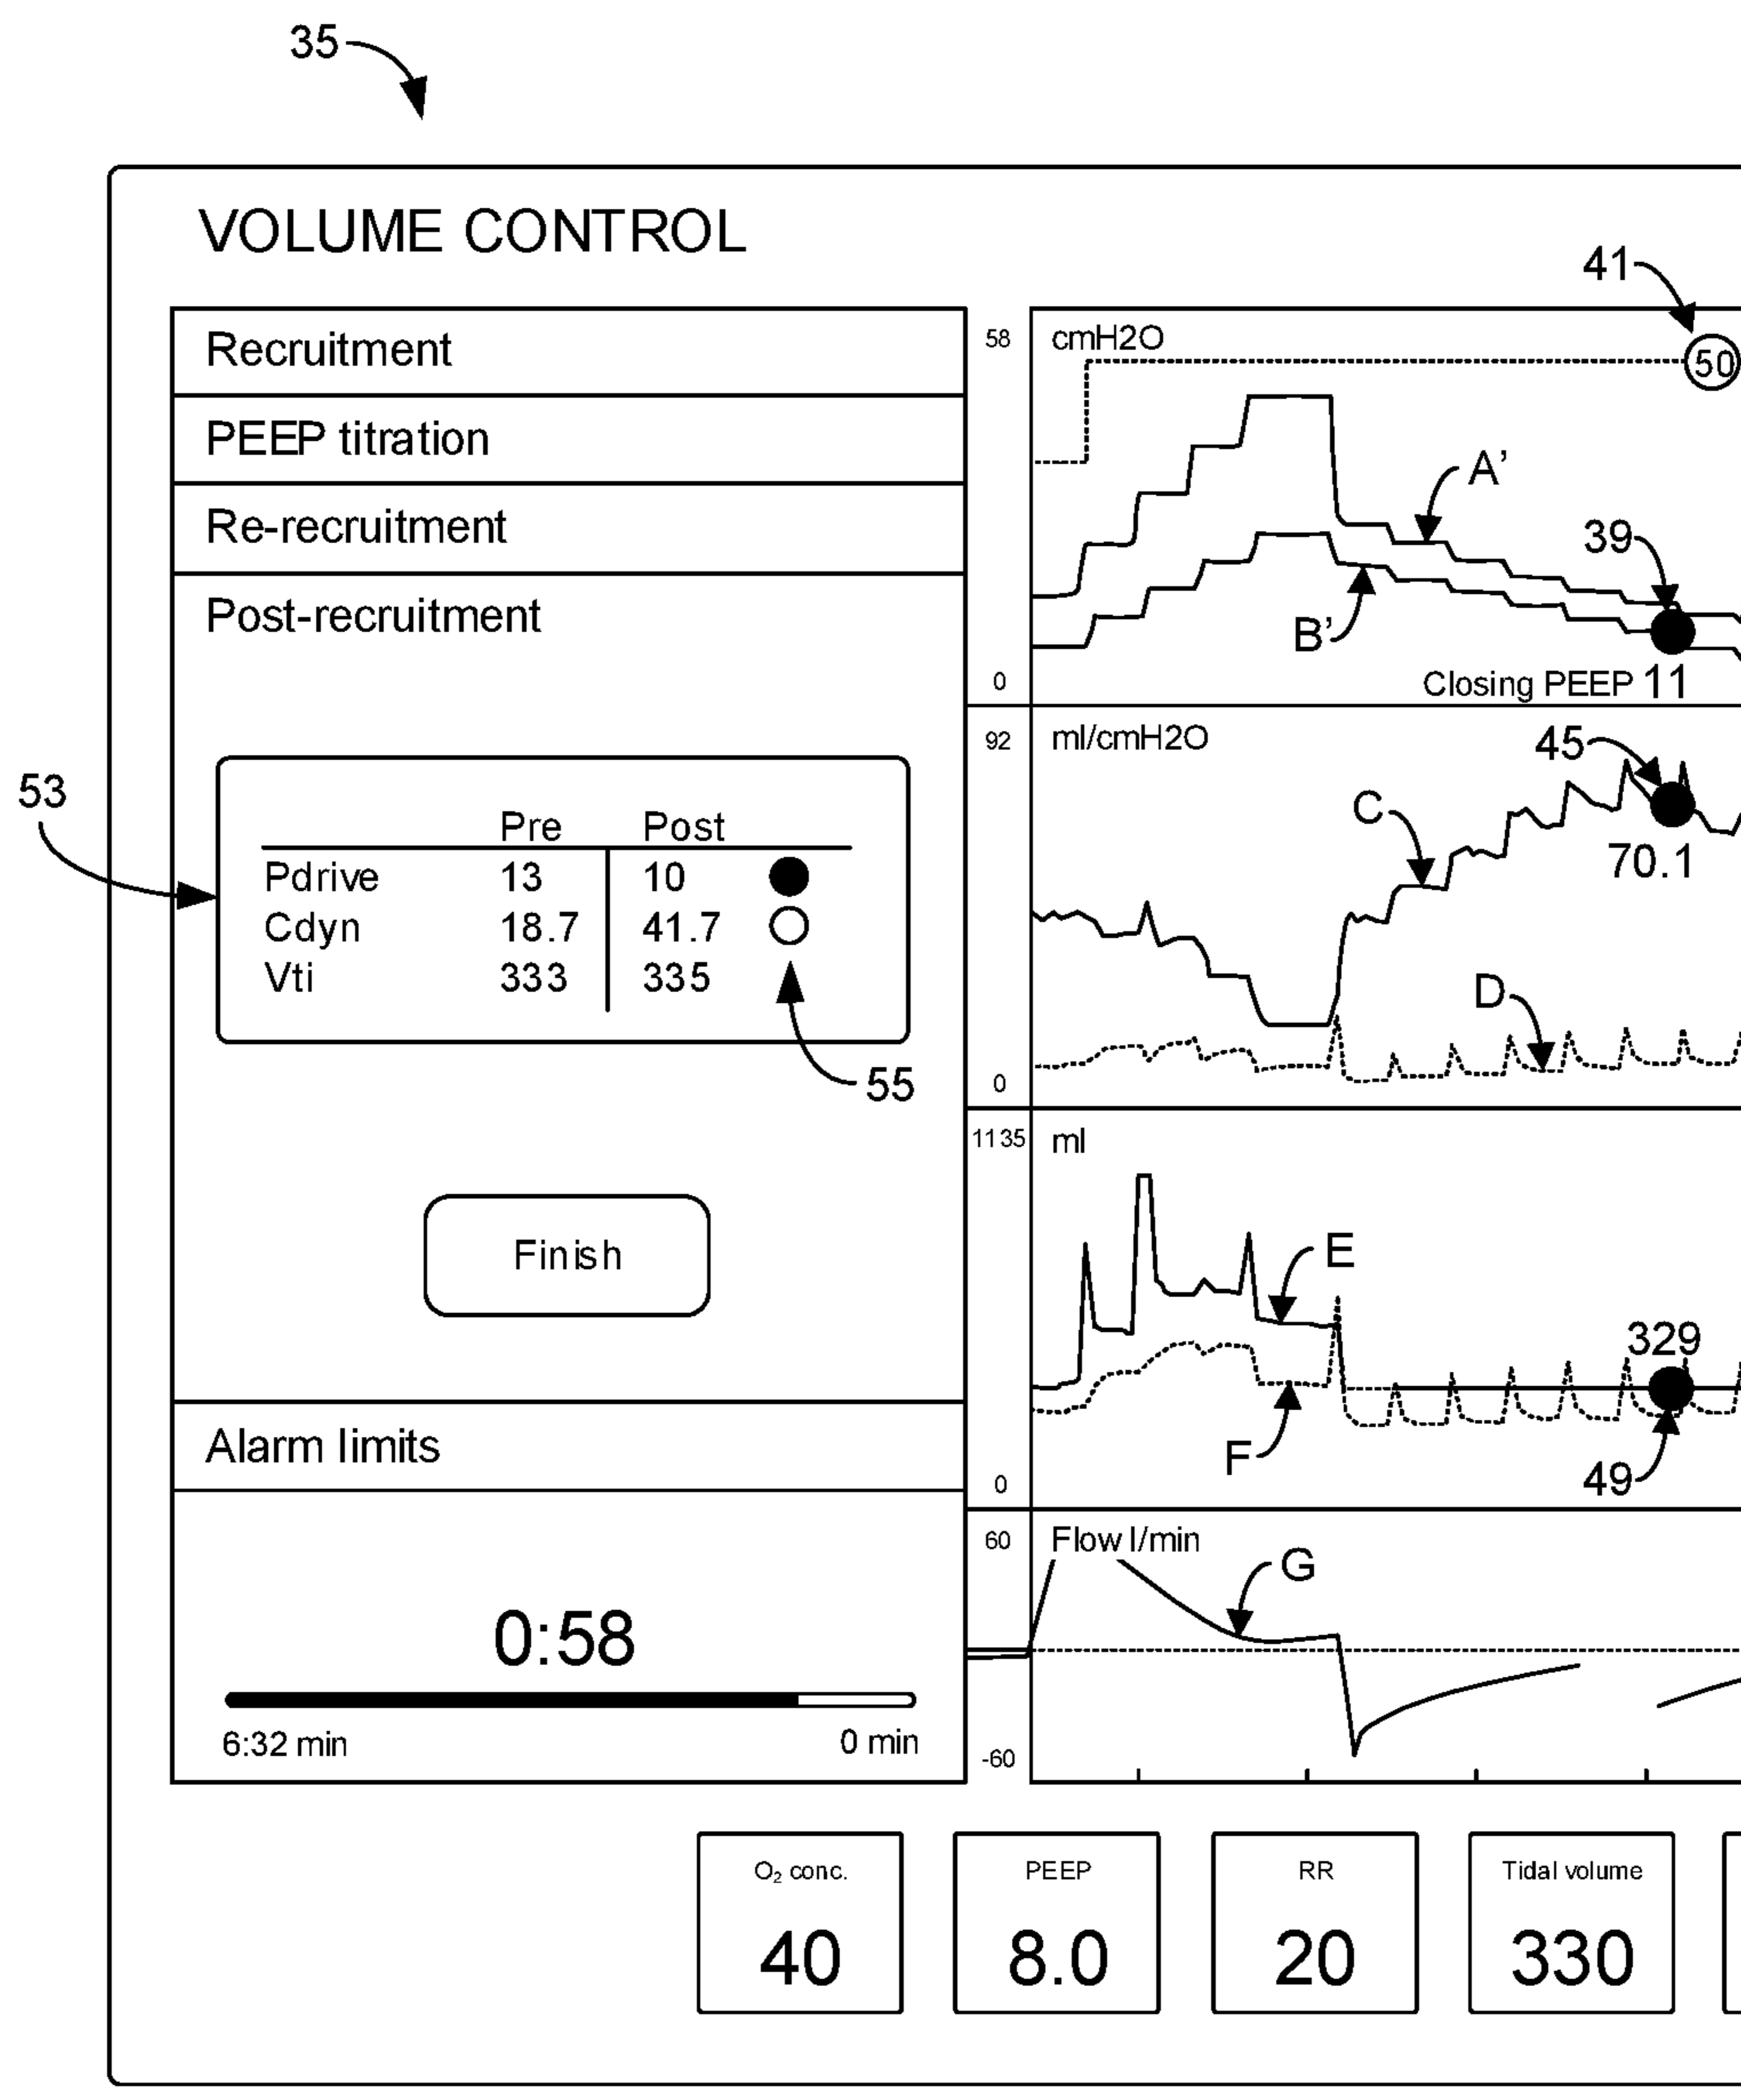 35
VOLUME CONTROL
41
Recruitment
PEEP titration
Re-recruitment
Post-recruitment
53
Pre Post
Pdrive 13 10
Cdyn 18.7 41.7
Vti 333 335
55
Finish
Alarm limits
0:58
6:32 min 0 min
58
cmH2O
50
A’
39
B’
0
Closing PEEP 11
92
ml/cmH2O
45
C
70.1
D
0
1135
ml
E
329
F
49
0
60
Flow l/min
G
-60
O₂ conc. PEEP RR Tidal volume
40 8.0 20 330